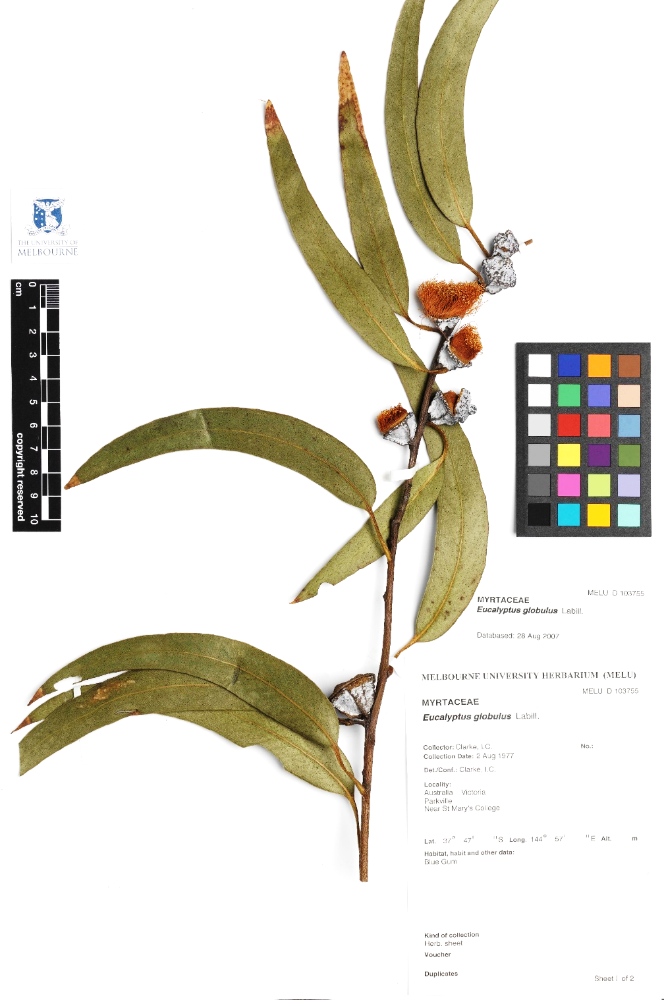 THE UNIVERSITY OF
MELBOURNE
cm
0
1
2
3
4
5
6
7
8
9
10
copyright reserved
MELU D 103755
MYRTACEAE
Eucalyptus globulus Labill.
Databased: 28 Aug 2007
MELBOURNE UNIVERSITY HERBARIUM (MELU)
MELU D 103755
MYRTACEAE
Eucalyptus globulus Labill.
Collector: Clarke, I.C. No.:
Collection Date: 2 Aug 1977
Det./Conf.: Clarke, I.C.
Locality:
Australia Victoria
Parkville
Near St Mary's College
Lat. 37° 47' "S Long. 144° 57' "E Alt. m
Habitat, habit and other data:
Blue Gum
Kind of collection
Herb. sheet
Voucher
Duplicates
Sheet 1 of 2